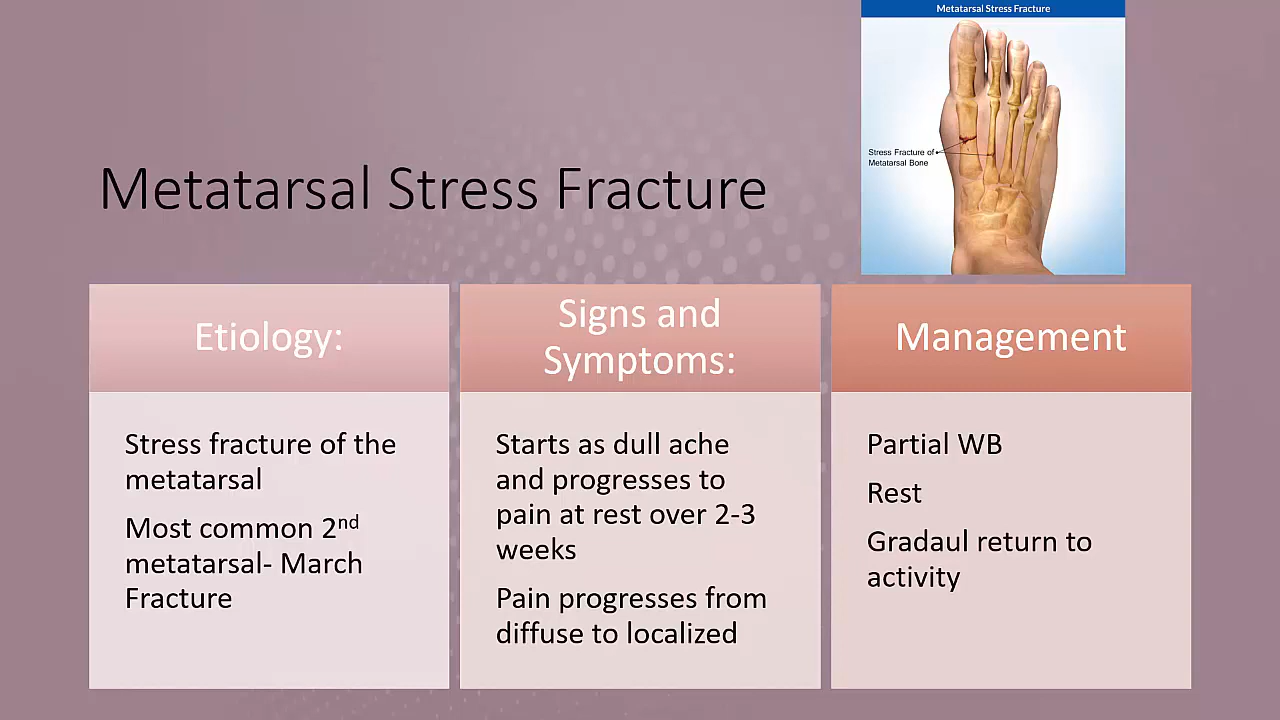 Metatarsal Stress Fracture
Stress Fracture of
Metatarsal Bone
Metatarsal Stress Fracture
Etiology:
Stress fracture of the
metatarsal
Most common 2nd
metatarsal- March
Fracture
Signs and
Symptoms:
Starts as dull ache
and progresses to
pain at rest over 2-3
weeks
Pain progresses from
diffuse to localized
Management
Partial WB
Rest
Gradaul return to
activity